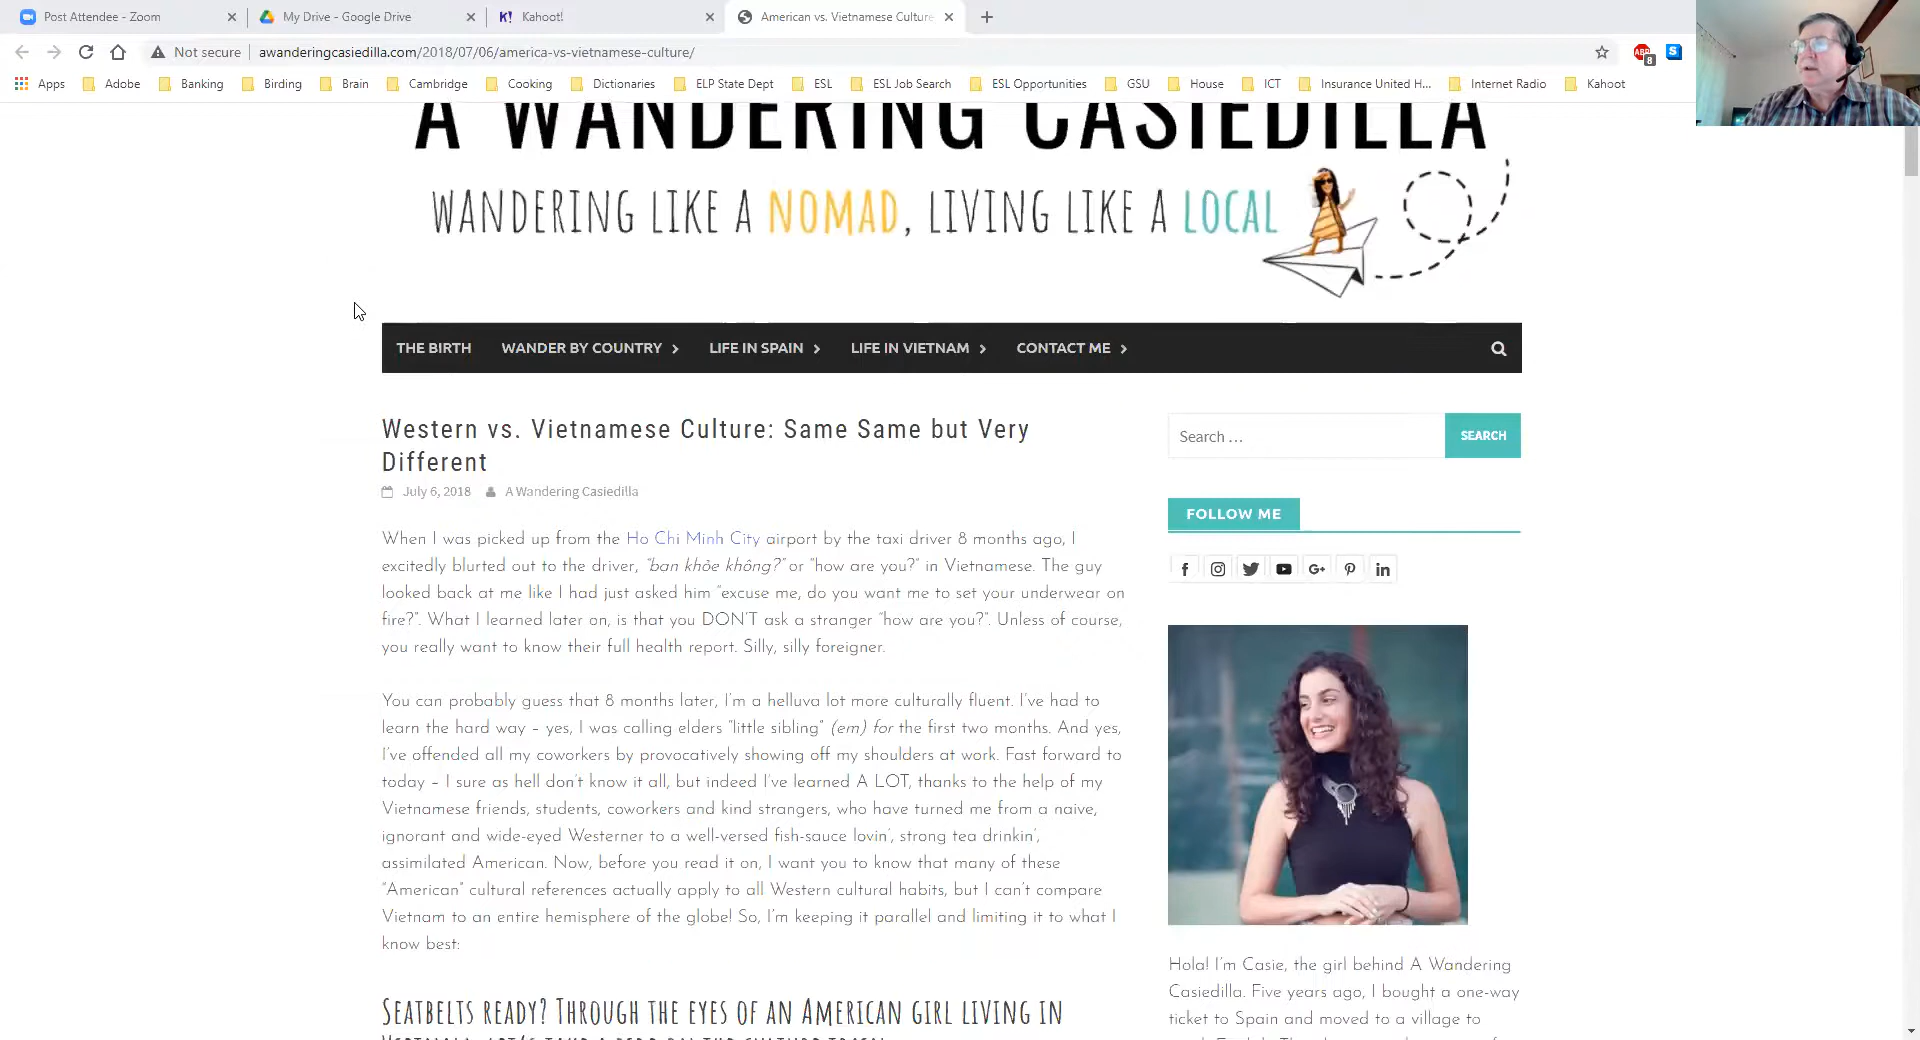 Post Attendee - Zoom
My Drive - Google Drive
K! Kahoot!
American vs. Vietnamese Culture
Not secure awanderingcasiedilla.com/2018/07/06/america-vs-vietnamese-culture/
ABP
8
S
Apps Adobe Banking Birding Brain Cambridge Cooking Dictionaries ELP State Dept ESL ESL Job Search ESL Opportunities GSU House ICT Insurance United H... Internet Radio Kahoot
A WANDERING CASIEDILLA
WANDERING LIKE A NOMAD, LIVING LIKE A LOCAL
THE BIRTH WANDER BY COUNTRY LIFE IN SPAIN LIFE IN VIETNAM CONTACT ME
Western vs. Vietnamese Culture: Same Same but Very
Different
July 6, 2018 A Wandering Casiedilla
When I was picked up from the Ho Chi Minh City airport by the taxi driver 8 months ago, I
excitedly blurted out to the driver, "ban khỏe không?" or "how are you?" in Vietnamese. The guy
looked back at me like I had just asked him "excuse me, do you want me to set your underwear on
fire?". What I learned later on, is that you DON'T ask a stranger "how are you?". Unless of course,
you really want to know their full health report. Silly, silly foreigner.
You can probably guess that 8 months later, I'm a helluva lot more culturally fluent. I've had to
learn the hard way – yes, I was calling elders "little sibling" (em) for the first two months. And yes,
I've offended all my coworkers by provocatively showing off my shoulders at work. Fast forward to
today – I sure as hell don't know it all, but indeed I've learned A LOT, thanks to the help of my
Vietnamese friends, students, coworkers and kind strangers, who have turned me from a naive,
ignorant and wide-eyed Westerner to a well-versed fish-sauce lovin', strong tea drinkin',
assimilated American. Now, before you read it on, I want you to know that many of these
"American" cultural references actually apply to all Western cultural habits, but I can't compare
Vietnam to an entire hemisphere of the globe! So, I'm keeping it parallel and limiting it to what I
know best:
SEATBELTS READY? THROUGH THE EYES OF AN AMERICAN GIRL LIVING IN
Search ...
SEARCH
FOLLOW ME
Hola! I'm Casie, the girl behind A Wandering
Casiedilla. Five years ago, I bought a one-way
ticket to Spain and moved to a village to